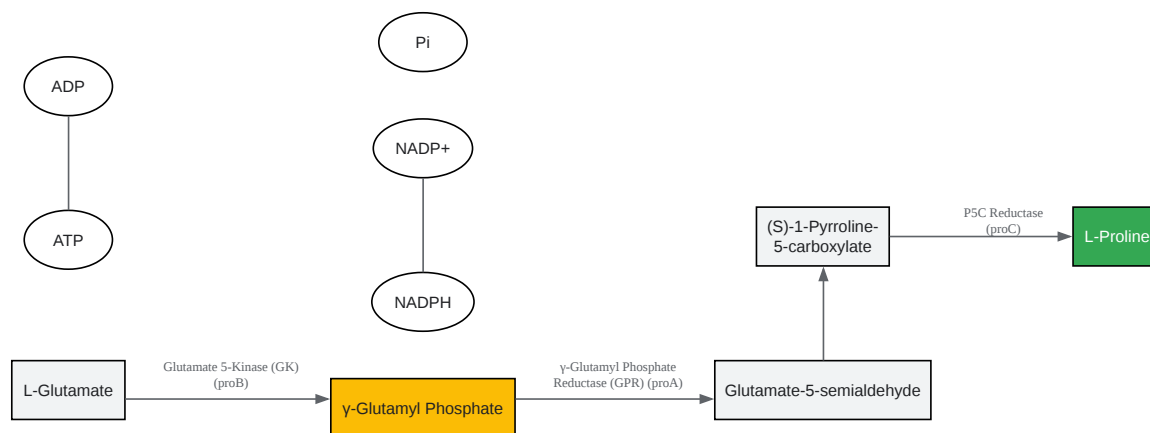 Pi
ADP
NADP+
ATP
(S)-1-Pyrroline-
5-carboxylate
P5C Reductase
(proC)
L-Proline
NADPH
L-Glutamate
Glutamate 5-Kinase (GK)
(proB)
γ-Glutamyl Phosphate
γ-Glutamyl Phosphate
Reductase (GPR) (proA)
Glutamate-5-semialdehyde